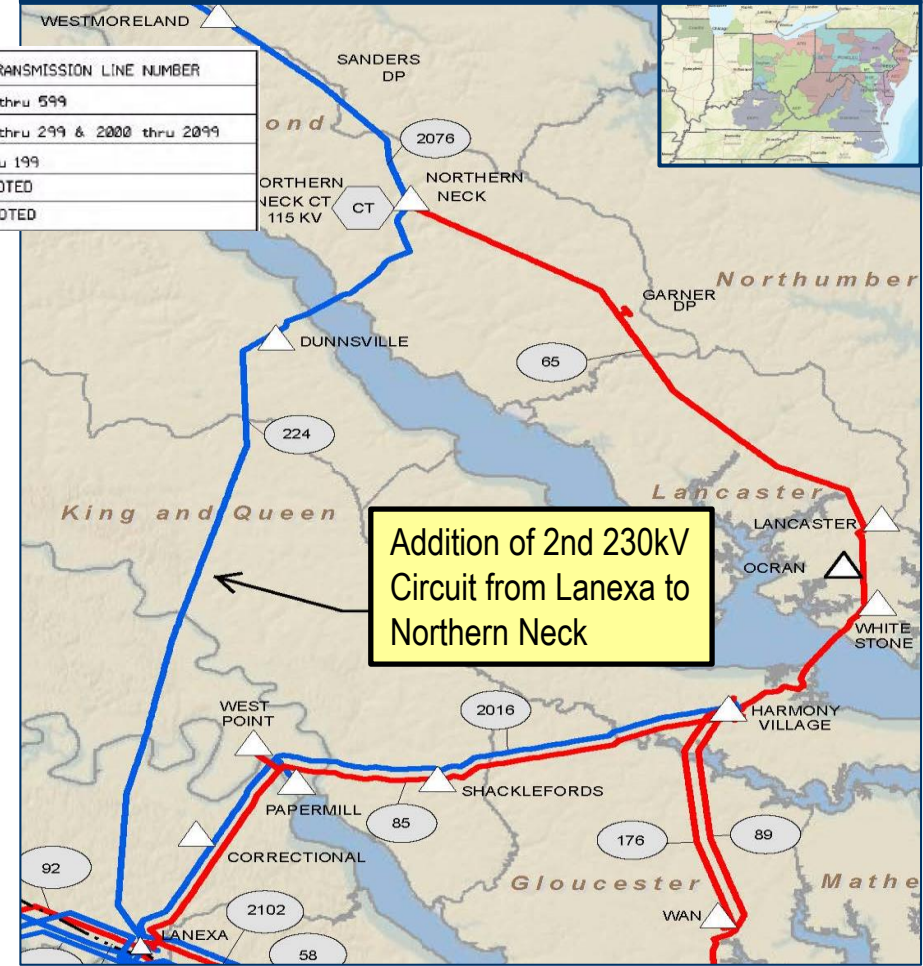 WESTMORELAND
RANSMISSION LINE NUMBER
thru 599
thru 299 & 2000 thru 2099
u 199
OTED
OTED
SANDERS
DP
ond
2076
ORTHERN
NECK CT
115 KV
CT
NORTHERN
NECK
Northumber
GARNER
DP
DUNNSVILLE
65
224
King and Queen
Lancaster
LANCASTER
Addition of 2nd 230kV
Circuit from Lanexa to
Northern Neck
OCRAN
WHITE
STONE
WEST
POINT
2016
HARMONY
VILLAGE
PAPERMILL
SHACKLEFORDS
85
176
89
CORRECTIONAL
92
Gloucester
Mathe
2102
WAN
LANEXA
58